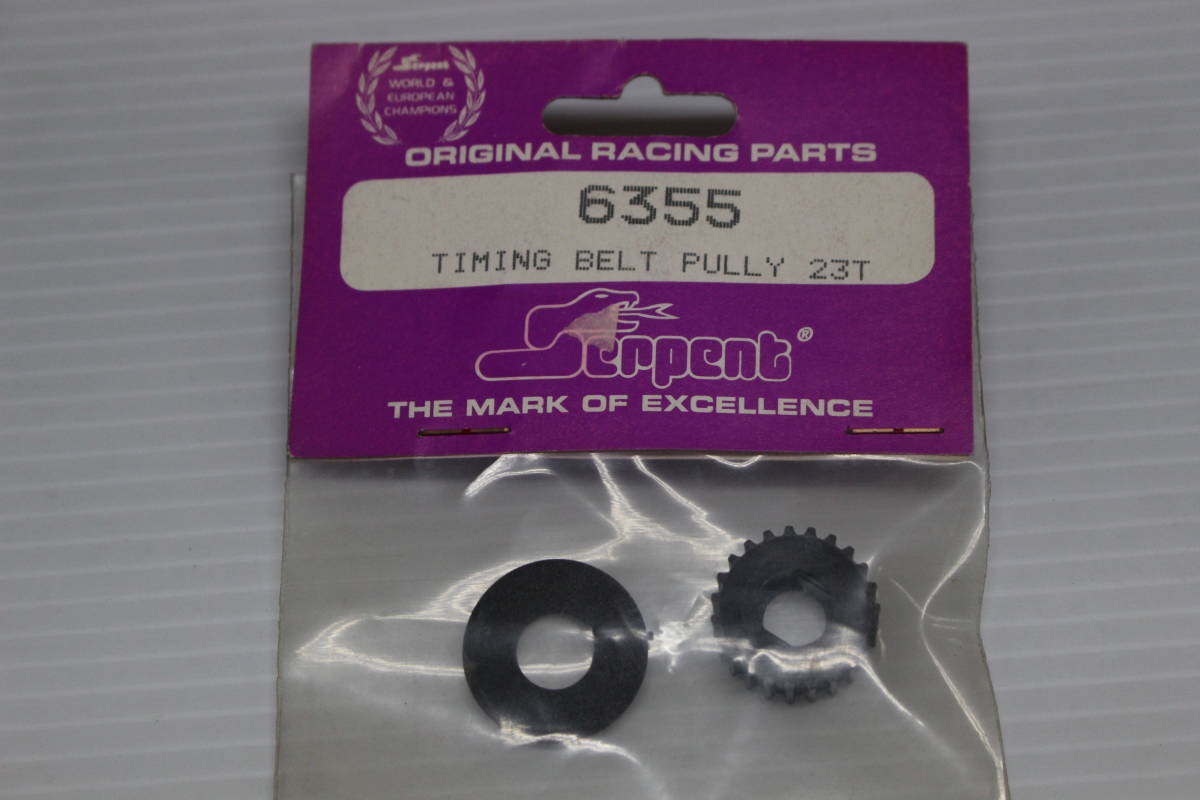 Serpent
WORLD &
EUROPEAN
CHAMPIONS
ORIGINAL RACING PARTS
6355
TIMING BELT PULLY 23T
Serpent®
THE MARK OF EXCELLENCE